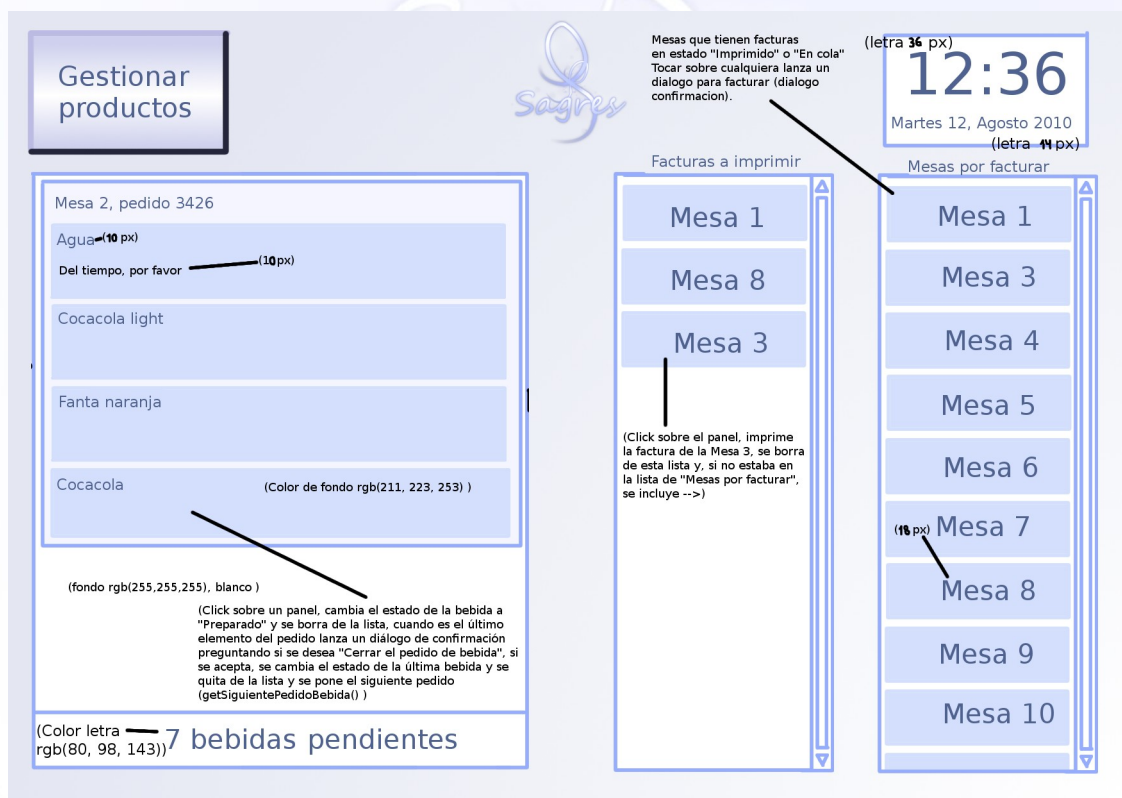 Gestionar
productos
Sagres
Mesas que tienen facturas
en estado "Imprimido" o "En cola"
Tocar sobre cualquiera lanza un
dialogo para facturar (dialogo
confirmacion).
(letra 36 px)
12:36
Martes 12, Agosto 2010
(letra 14 px)
Mesa 2, pedido 3426
Agua (10 px)
Del tiempo, por favor (10px)
Cocacola light
Fanta naranja
Cocacola (Color de fondo rgb(211, 223, 253) )
(fondo rgb(255,255,255), blanco )
(Click sobre un panel, cambia el estado de la bebida a
"Preparado" y se borra de la lista, cuando es el último
elemento del pedido lanza un diálogo de confirmación
preguntando si se desea "Cerrar el pedido de bebida", si
se acepta, se cambia el estado de la última bebida y se
quita de la lista y se pone el siguiente pedido
(getSiguientePedidoBebida() )
(Color letra
rgb(80, 98, 143))
7 bebidas pendientes
Facturas a imprimir
Mesa 1
Mesa 8
Mesa 3
(Click sobre el panel, imprime
la factura de la Mesa 3, se borra
de esta lista y, si no estaba en
la lista de "Mesas por facturar",
se incluye -->)
Mesas por facturar
Mesa 1
Mesa 3
Mesa 4
Mesa 5
Mesa 6
(18 px) Mesa 7
Mesa 8
Mesa 9
Mesa 10